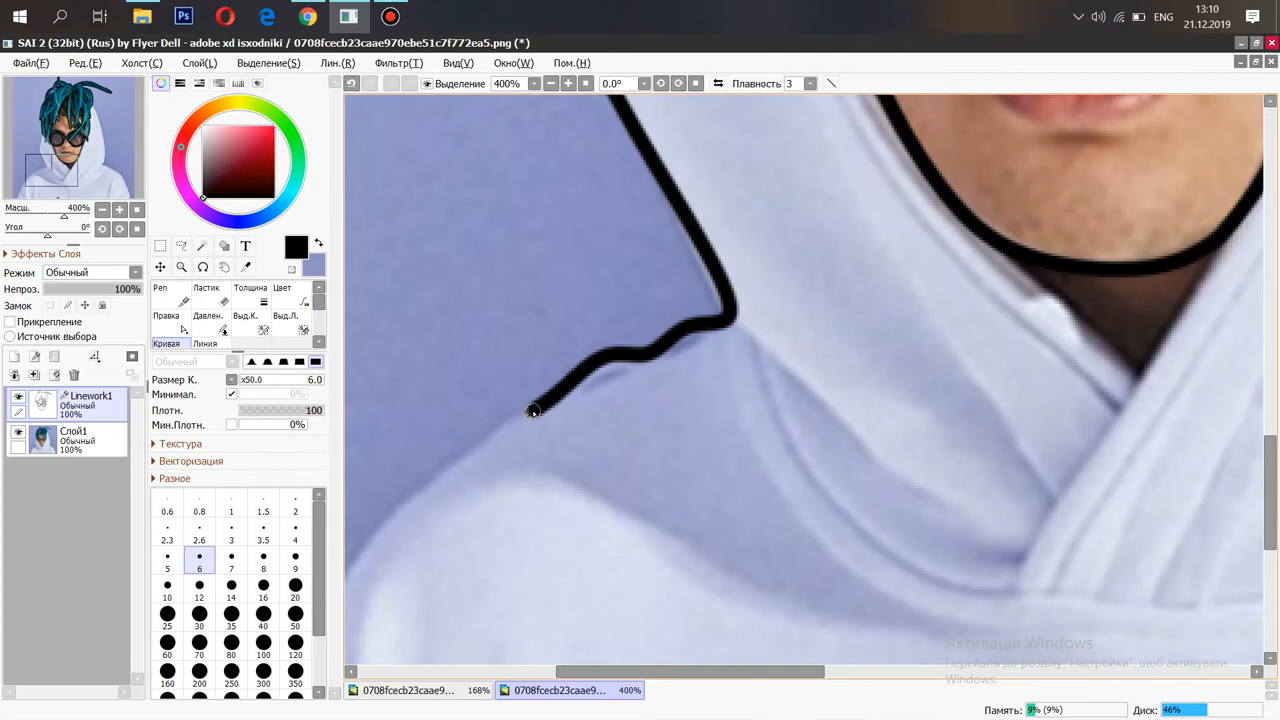 Ps
ENG
13:10
21.12.2019
SAI 2 (32bit) (Rus) by Flyer Dell - adobe xd isxodniki / 0708fcecb23caae970ebe51c7f772ea5.png (*)
Файл(F) Ред.(E) Холст(C) Слой(L) Выделение(S) Лин.(R) Фильтр(T) Вид(V) Окно(W) Пом.(H)
Выделение 400% 0.0° Плавность 3
Масш. 400%
Угол 0°
Эффекты Слоя
Режим Обычный
Непроз. 100%
Замок
Прикрепление
Источник выбора
Linework1
Обычный
100%
Слой1
Обычный
100%
T
Pen Ластик Толщина Цвет
Правка Давлен. Выд.К. Выд.Л.
Кривая Линия
Обычный
Размер К. x50.0 6.0
Минимал. 0%
Плотн. 100
Мин.Плотн. 0%
Текстура
Векторизация
Разное
0.6 0.8 1 1.5 2
2.3 2.6 3 3.5 4
5 6 7 8 9
10 12 14 16 20
25 30 35 40 50
60 70 80 100 120
160 200 250 300 350
Активація Windows
Перейдіть до розділу "Настройки", щоб активувати
Windows.
0708fcecb23caae9... 168% 0708fcecb23caae9... 400%
Память: 9% (9%) Диск: 46%